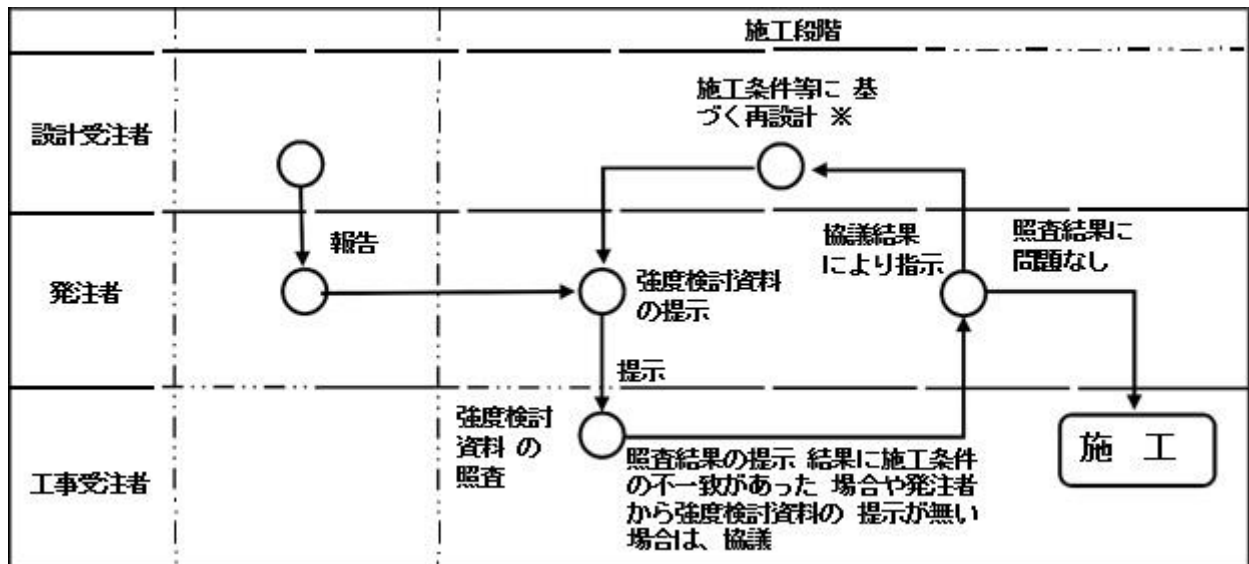 施工段階
施工条件等に 基
づく再設計 ※
設計受注者
報告
協議結果
により指示
照査結果に
問題なし
発注者
強度検討資料
の提示
提示
強度検討
資料 の
照査
工事受注者
照査結果の提示 結果に施工条件
の不一致があった 場合や発注者
から強度検討資料の 提示が無い
場合は、協議
施 工